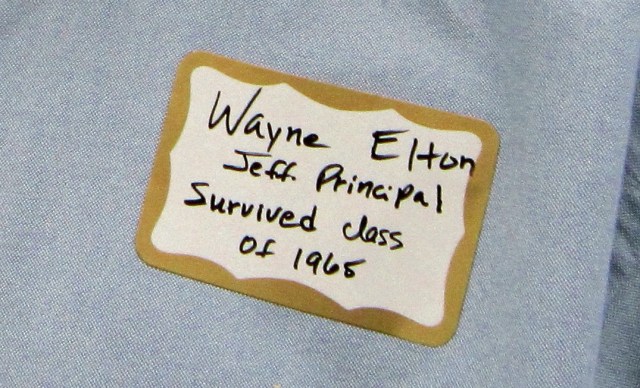 Wayne Elton
Jeff Principal
Survived class
of 1965